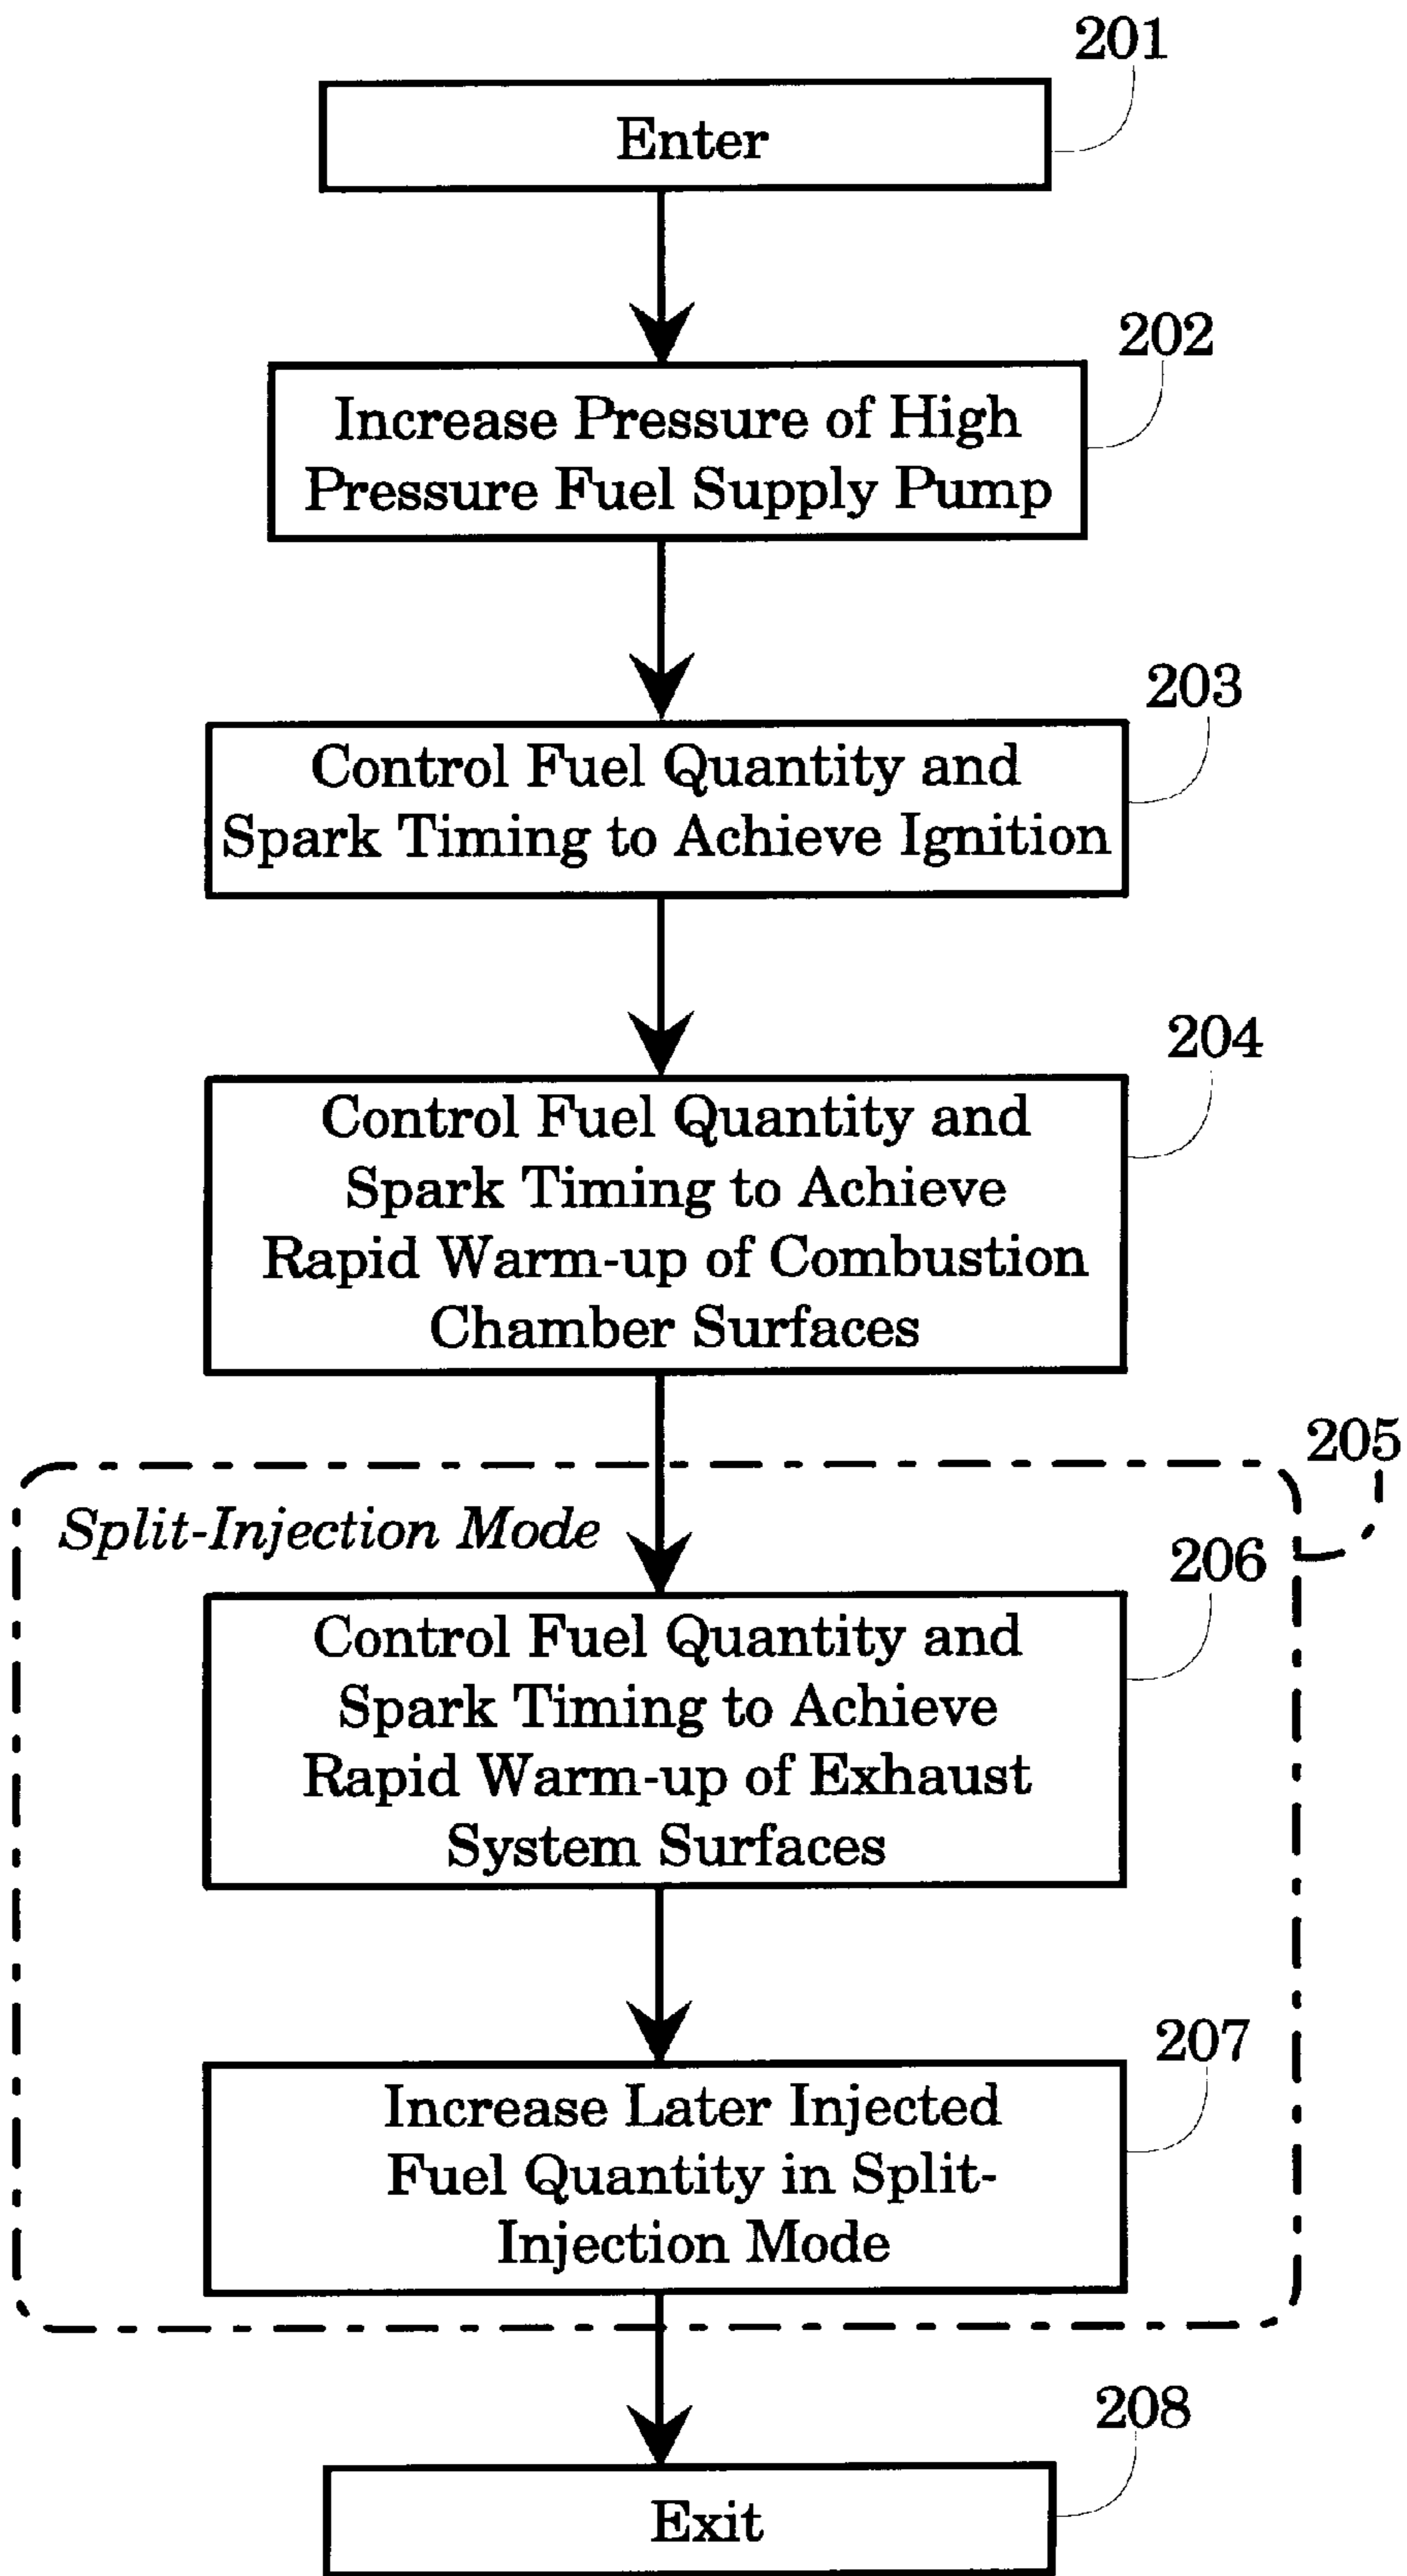 201
Enter
202
Increase Pressure of High
Pressure Fuel Supply Pump
203
Control Fuel Quantity and
Spark Timing to Achieve Ignition
204
Control Fuel Quantity and
Spark Timing to Achieve
Rapid Warm-up of Combustion
Chamber Surfaces
205
Split-Injection Mode
206
Control Fuel Quantity and
Spark Timing to Achieve
Rapid Warm-up of Exhaust
System Surfaces
207
Increase Later Injected
Fuel Quantity in Split-
Injection Mode
208
Exit